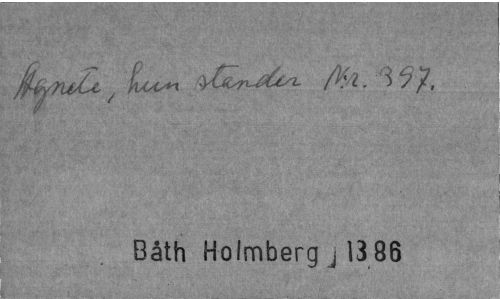 Agnete, hun stander Nr. 397.
Båth Holmberg, 1386